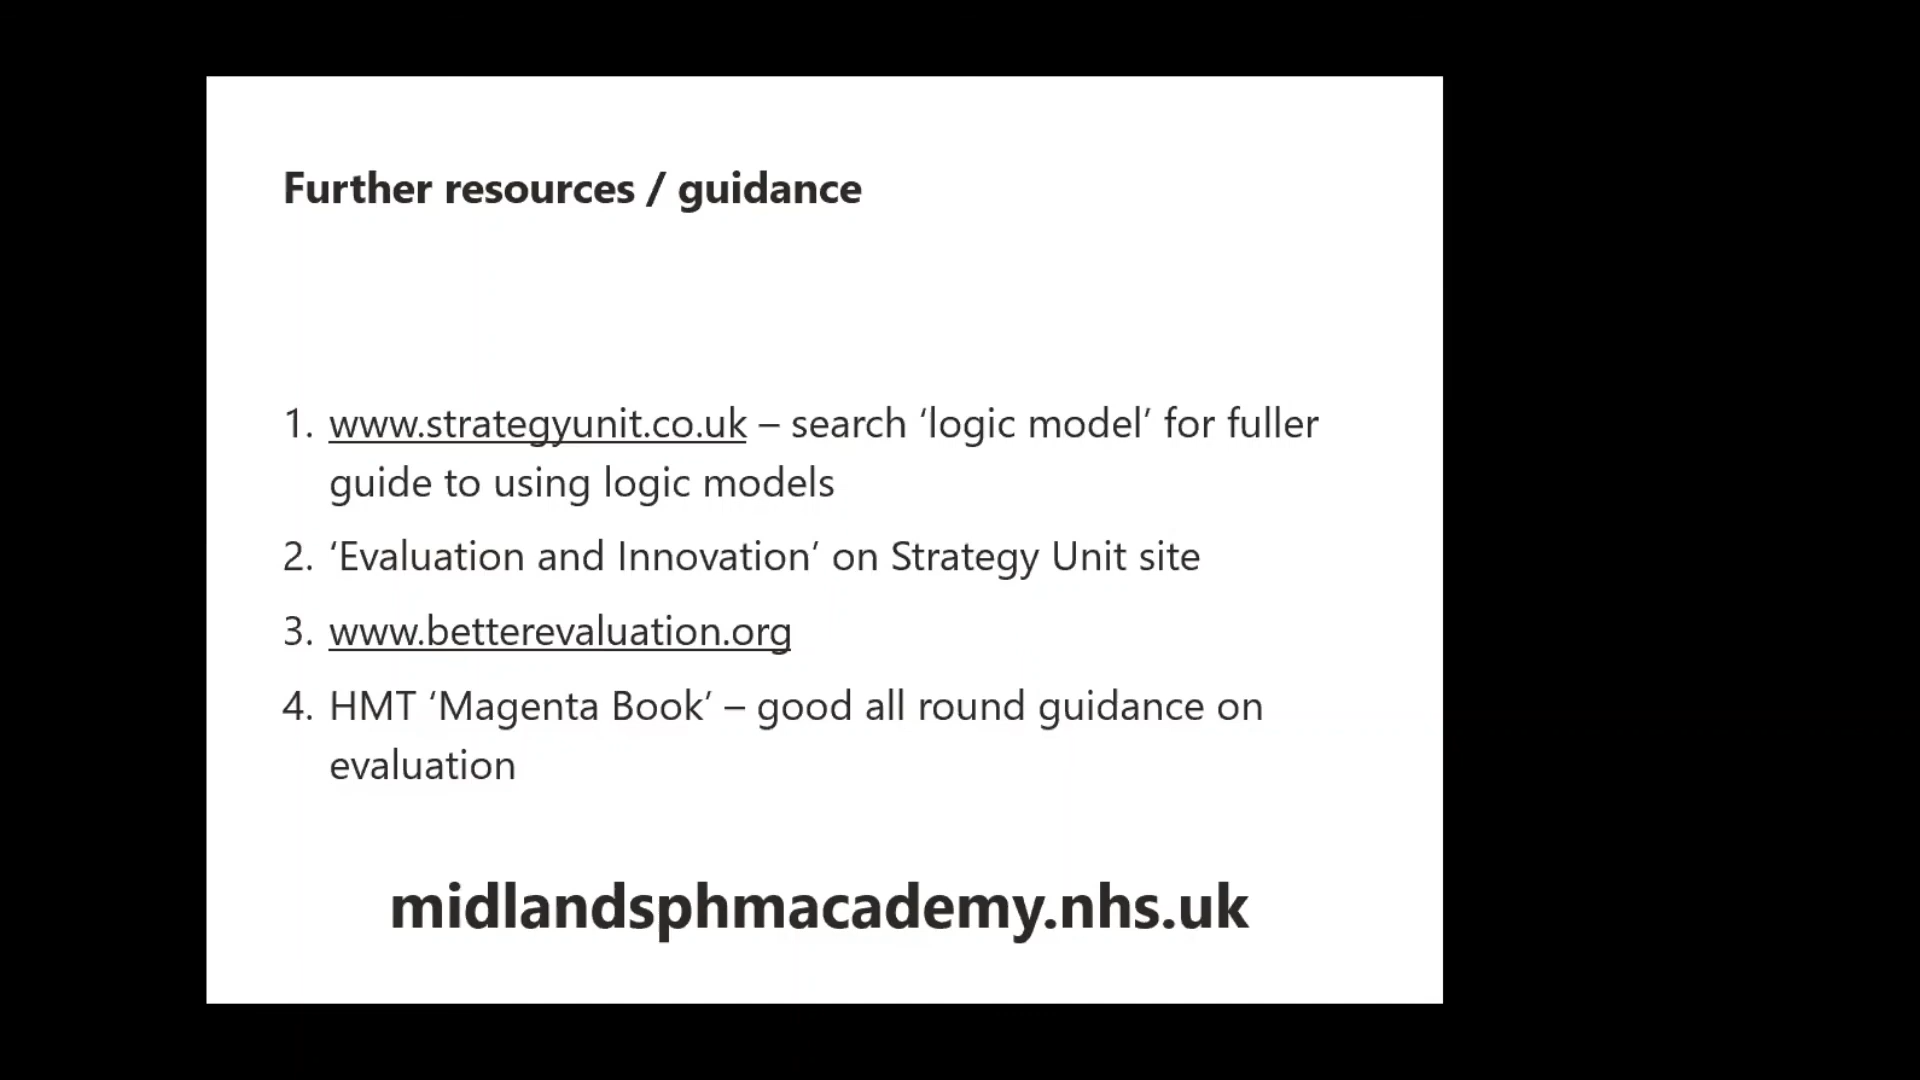 Further resources / guidance
1. www.strategyunit.co.uk – search ‘logic model’ for fuller
guide to using logic models
2. ‘Evaluation and Innovation’ on Strategy Unit site
3. www.betterevaluation.org
4. HMT ‘Magenta Book’ – good all round guidance on
evaluation
midlandsphmacademy.nhs.uk